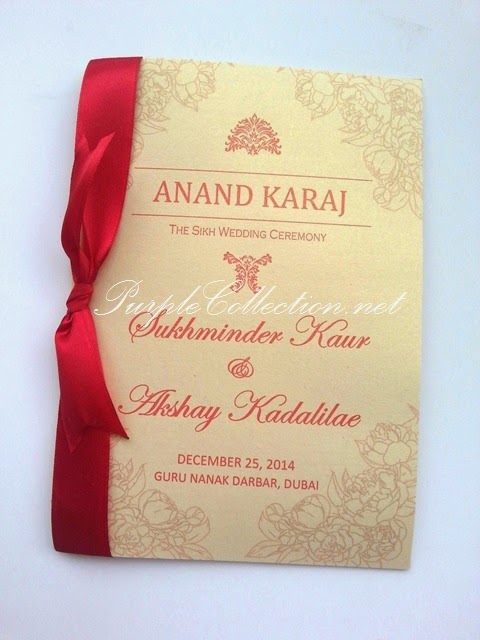 ANAND KARAJ
THE SIKH WEDDING CEREMONY
PurpleCollection.net
Sukhminder Kaur
&
Akshay Kadalilae
DECEMBER 25, 2014
GURU NANAK DARBAR, DUBAI